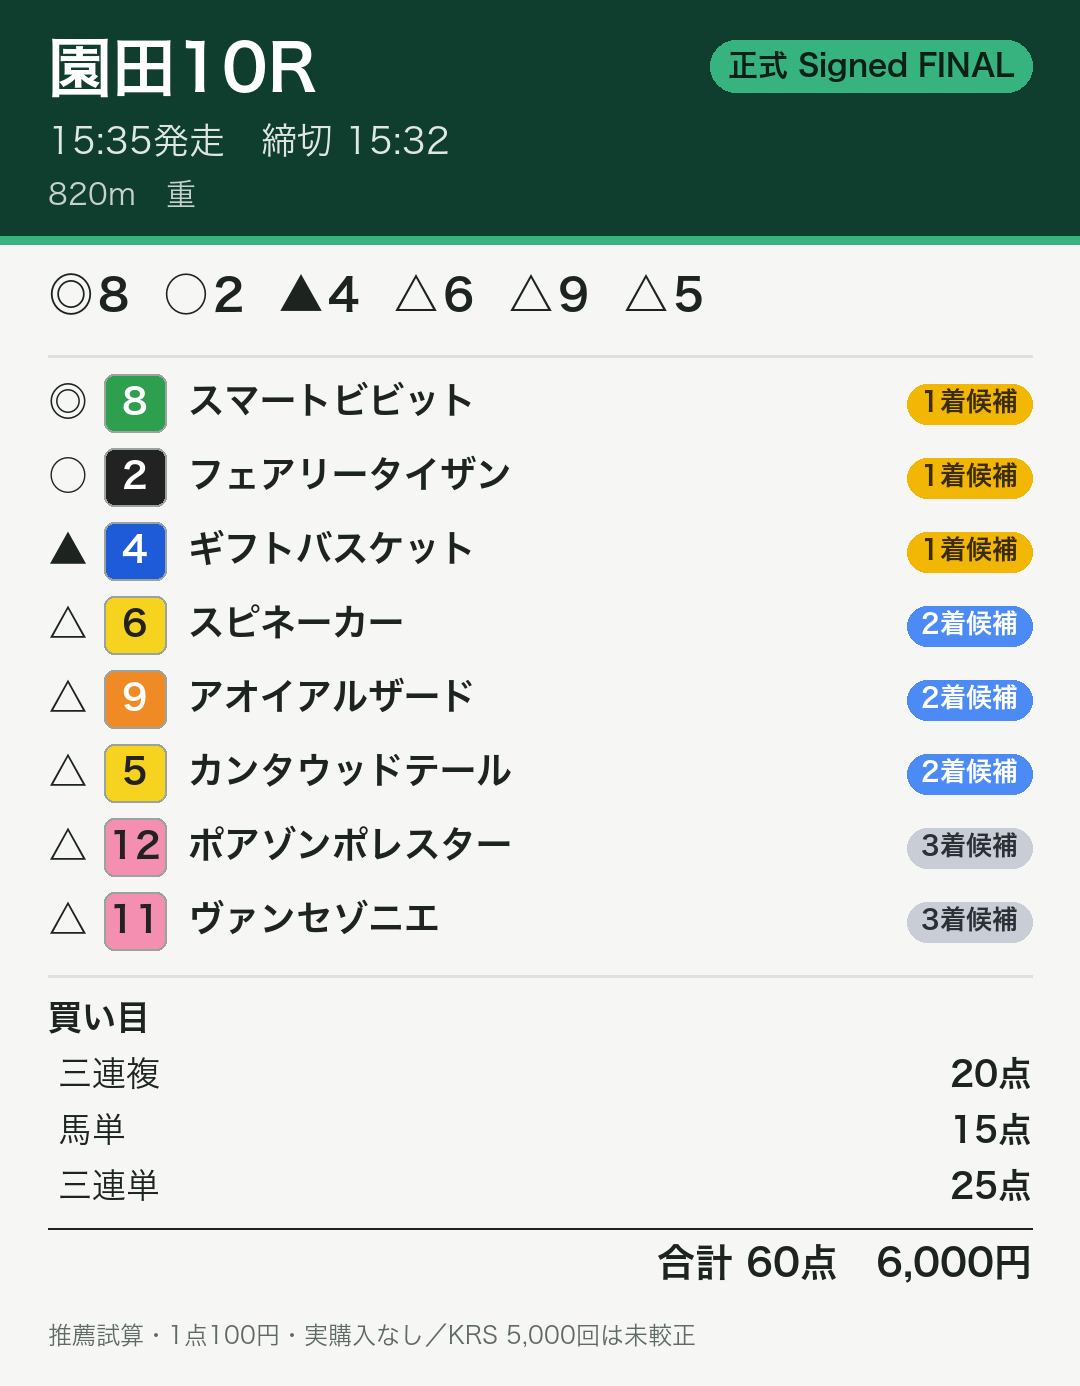 園田10R
正式 Signed FINAL
15:35発走　締切 15:32
820m　重
◎8 ○2 ▲4 △6 △9 △5
◎ 8 スマートビビット 1着候補
○ 2 フェアリータイザン 1着候補
▲ 4 ギフトバスケット 1着候補
△ 6 スピネーカー 2着候補
△ 9 アオイアルザード 2着候補
△ 5 カンタウッドテール 2着候補
△ 12 ポアゾンポレスター 3着候補
△ 11 ヴァンセゾニエ 3着候補
買い目
三連複 20点
馬単 15点
三連単 25点
合計 60点　6,000円
推薦試算・1点100円・実購入なし／KRS 5,000回は未較正